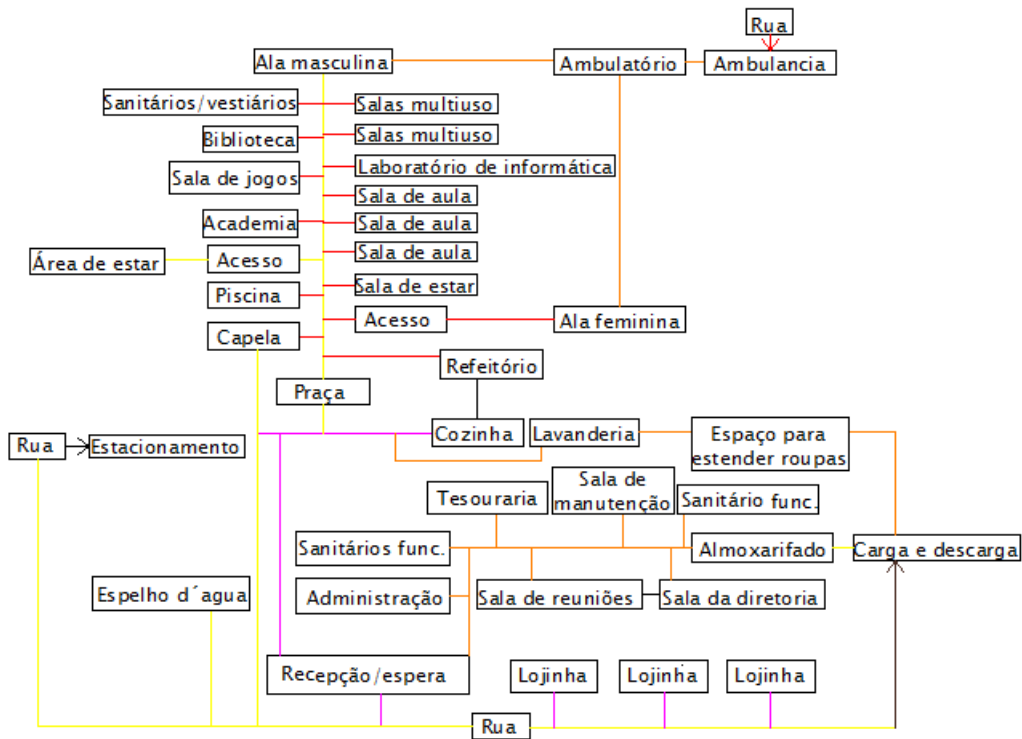 Rua
Ala masculina
Ambulatório
Ambulancia
Sanitários/vestiários
Salas multiuso
Biblioteca
Salas multiuso
Sala de jogos
Laboratório de informática
Sala de aula
Academia
Sala de aula
Área de estar
Acesso
Sala de aula
Piscina
Sala de estar
Acesso
Ala feminina
Capela
Refeitório
Praça
Rua
Estacionamento
Cozinha
Lavanderia
Espaço para
estender roupas
Tesouraria
Sala de
manutenção
Sanitário func.
Sanitários func.
Almoxarifado
Carga e descarga
Espelho d´agua
Administração
Sala de reuniões
Sala da diretoria
Recepção/espera
Lojinha
Lojinha
Lojinha
Rua